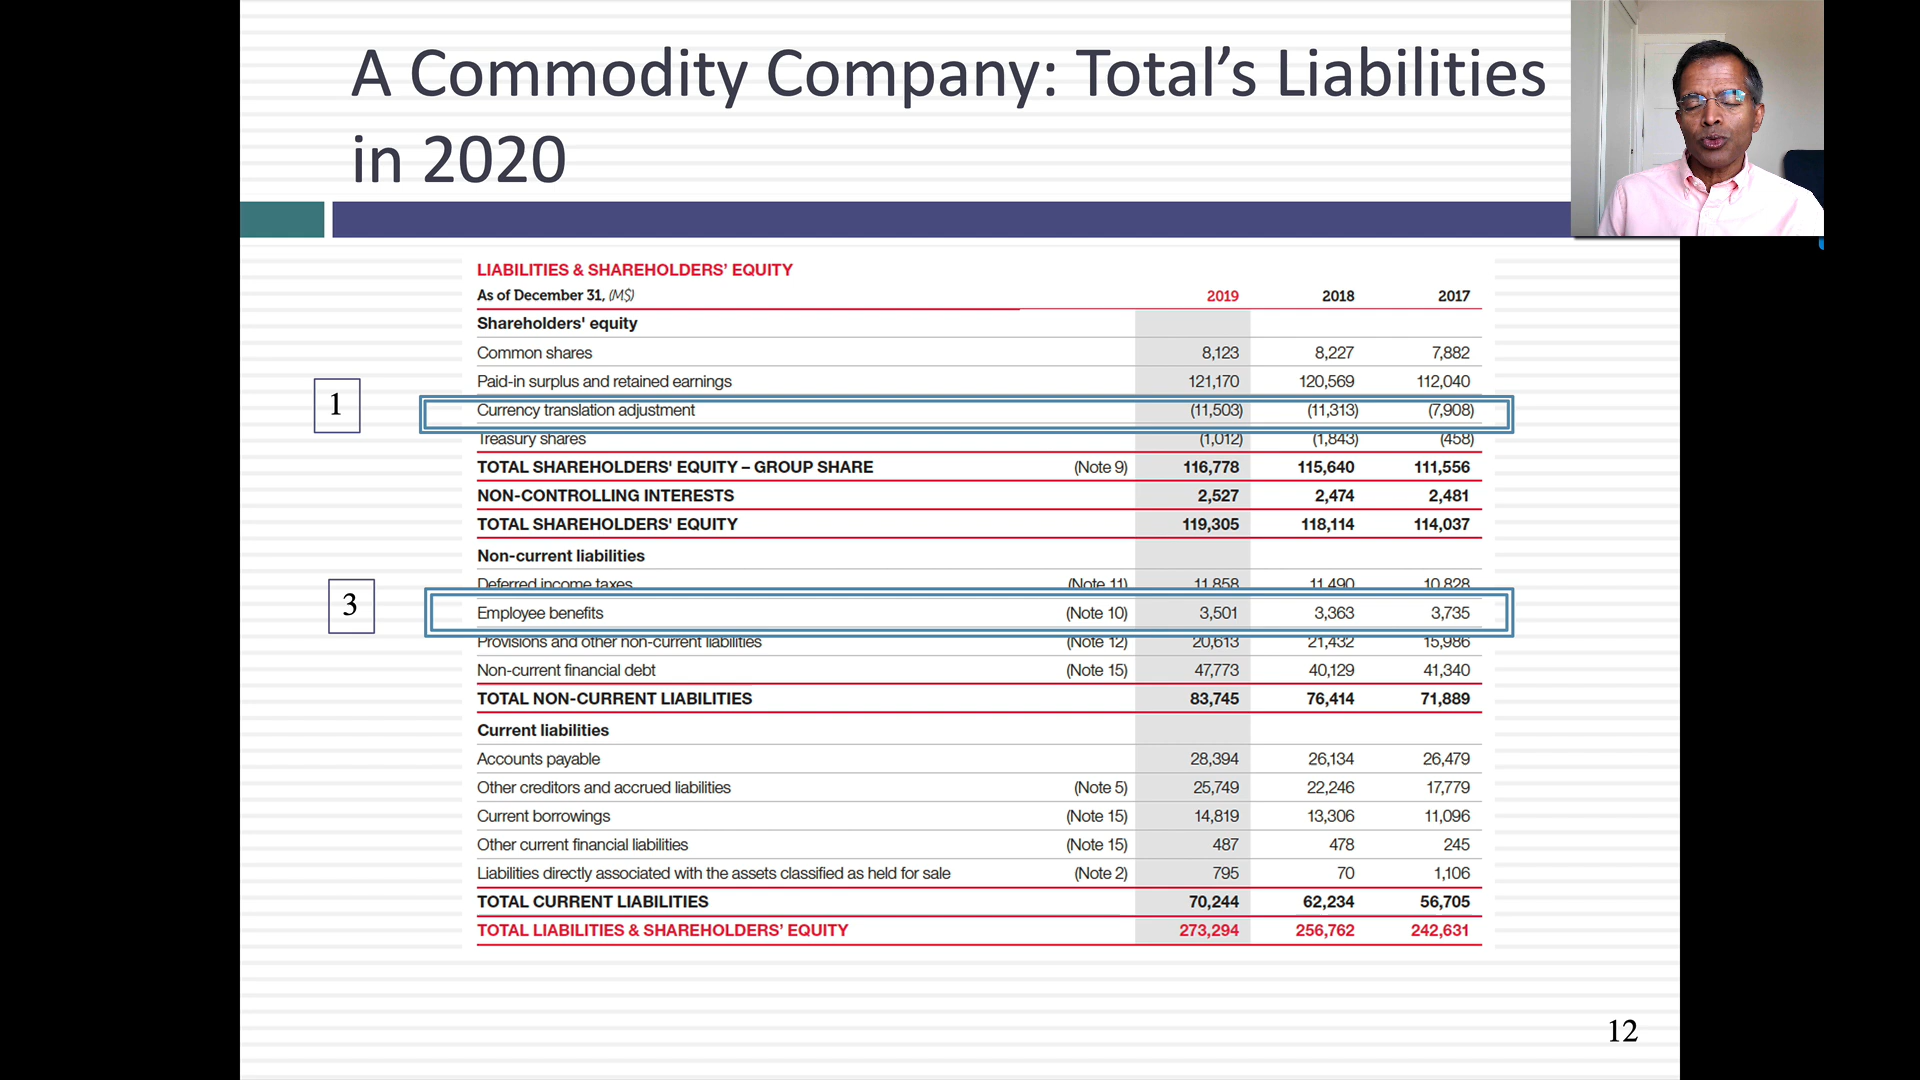 A Commodity Company: Total’s Liabilities
in 2020
LIABILITIES & SHAREHOLDERS’ EQUITY
As of December 31, (M$) 2019 2018 2017
Shareholders' equity
Common shares 8,123 8,227 7,882
Paid-in surplus and retained earnings 121,170 120,569 112,040
1
Currency translation adjustment (11,503) (11,313) (7,908)
Treasury shares (1,012) (1,843) (458)
TOTAL SHAREHOLDERS' EQUITY – GROUP SHARE (Note 9) 116,778 115,640 111,556
NON-CONTROLLING INTERESTS 2,527 2,474 2,481
TOTAL SHAREHOLDERS' EQUITY 119,305 118,114 114,037
Non-current liabilities
Deferred income taxes (Note 11) 11,858 11,490 10,828
3
Employee benefits (Note 10) 3,501 3,363 3,735
Provisions and other non-current liabilities (Note 12) 20,613 21,432 15,986
Non-current financial debt (Note 15) 47,773 40,129 41,340
TOTAL NON-CURRENT LIABILITIES 83,745 76,414 71,889
Current liabilities
Accounts payable 28,394 26,134 26,479
Other creditors and accrued liabilities (Note 5) 25,749 22,246 17,779
Current borrowings (Note 15) 14,819 13,306 11,096
Other current financial liabilities (Note 15) 487 478 245
Liabilities directly associated with the assets classified as held for sale (Note 2) 795 70 1,106
TOTAL CURRENT LIABILITIES 70,244 62,234 56,705
TOTAL LIABILITIES & SHAREHOLDERS’ EQUITY 273,294 256,762 242,631
12